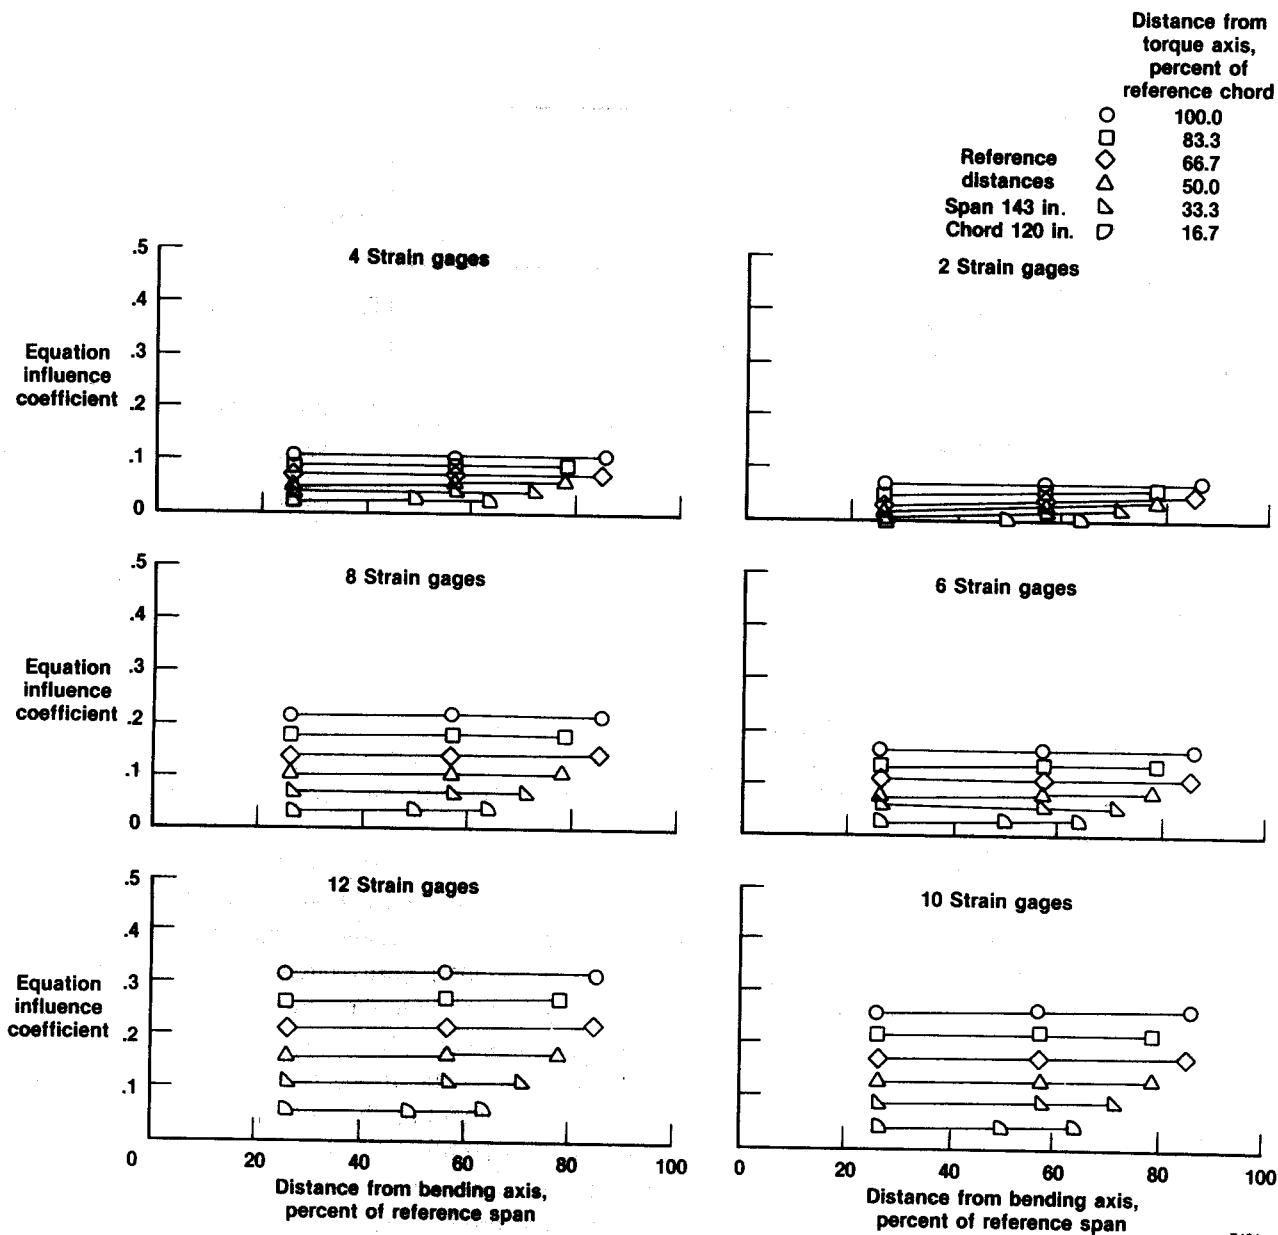 Distance from
torque axis,
percent of
reference chord
100.0
83.3
Reference
distances
66.7
50.0
Span 143 in.
33.3
Chord 120 in.
16.7
4 Strain gages
.5
.4
.3
.2
.1
0
Equation
influence
coefficient
2 Strain gages
8 Strain gages
.5
.4
.3
.2
.1
0
Equation
influence
coefficient
6 Strain gages
12 Strain gages
.5
.4
.3
.2
.1
Equation
influence
coefficient
0 20 40 60 80 100
Distance from bending axis,
percent of reference span
10 Strain gages
0 20 40 60 80 100
Distance from bending axis,
percent of reference span